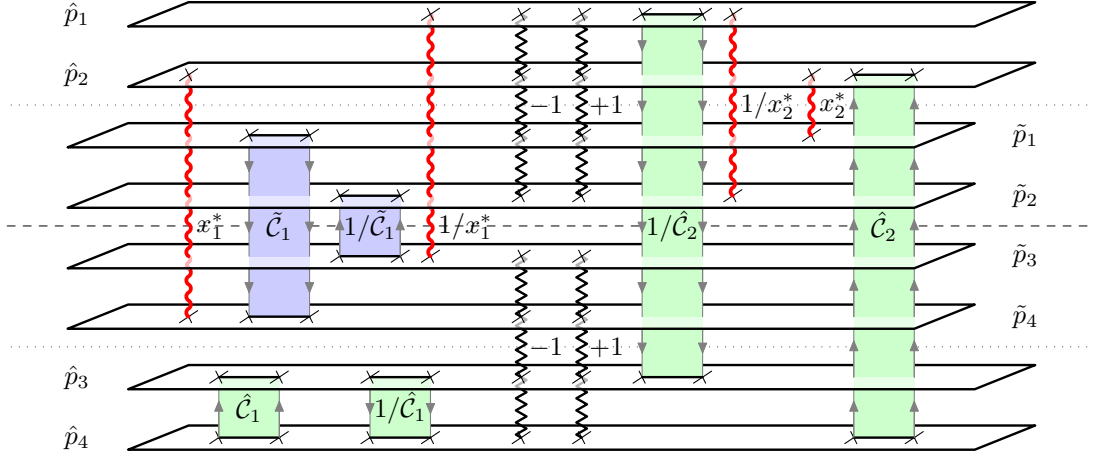 p̂₁
p̂₂
−1 +1 1/x₂* x₂*
p̃₁
p̃₂
x₁* C̃₁ 1/C̃₁ 1/x₁* 1/Ĉ₂ Ĉ₂
p̃₃
p̃₄
−1 +1
p̂₃
Ĉ₁ 1/Ĉ₁
p̂₄